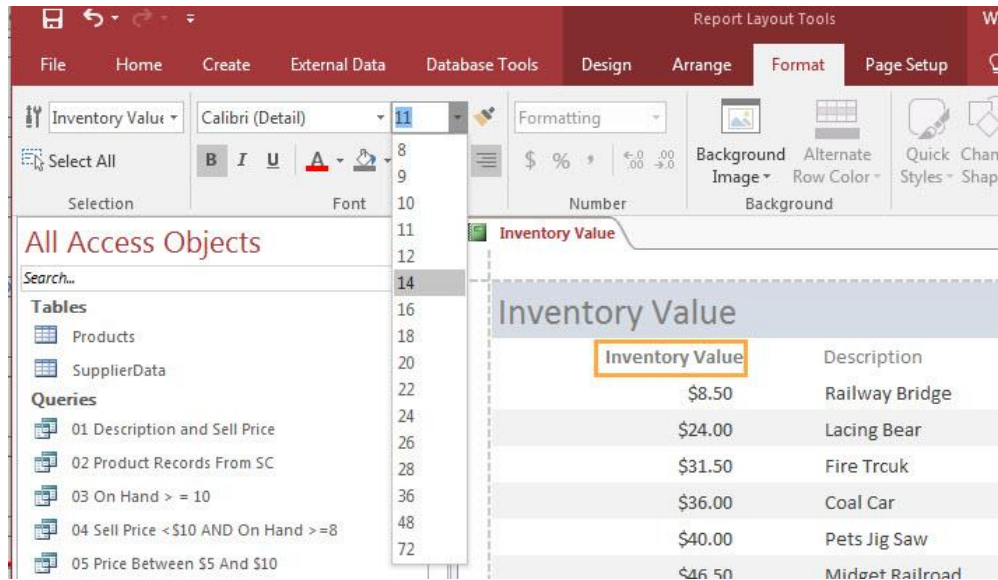 Report Layout Tools
File Home Create External Data Database Tools Design Arrange Format Page Setup
Inventory Calibri (Detail) 11 Formatting
Select All B I U A $ % , Background Image Alternate Row Color Quick Styles
Selection Font Number Background
8
9
10
11
12
14
16
18
20
22
24
26
28
36
48
72
All Access Objects
Search...
Tables
Products
SupplierData
Queries
01 Description and Sell Price
02 Product Records From SC
03 On Hand > = 10
04 Sell Price <$10 AND On Hand >=8
05 Price Between $5 And $10
Inventory Value
Inventory Value
Inventory Value Description
$8.50 Railway Bridge
$24.00 Lacing Bear
$31.50 Fire Trcuk
$36.00 Coal Car
$40.00 Pets Jig Saw
$46.50 Midget Railroad